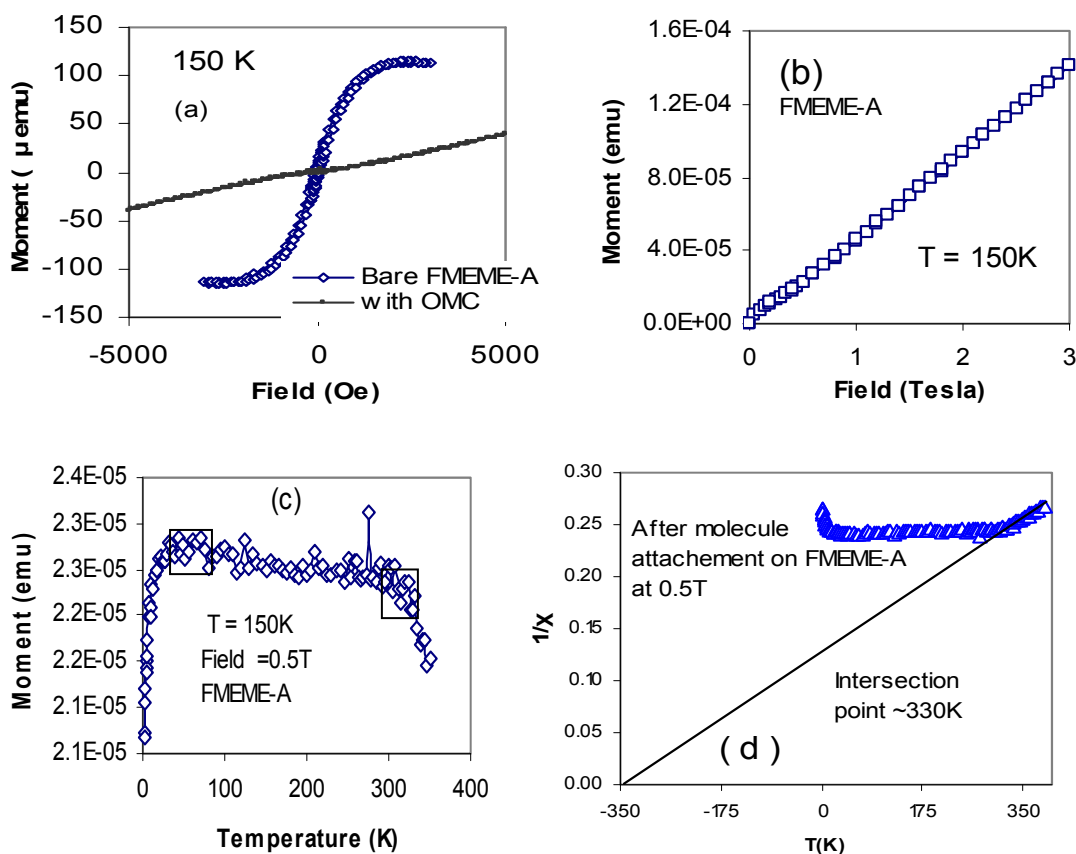 150
100
50
0
-50
-100
-150
Moment ( µemu)
150 K
(a)
Bare FMEME-A
with OMC
-5000
0
5000
Field (Oe)
1.6E-04
1.2E-04
8.0E-05
4.0E-05
0.0E+00
Moment (emu)
(b)
FMEME-A
T = 150K
0
1
2
3
Field (Tesla)
2.4E-05
2.3E-05
2.3E-05
2.2E-05
2.2E-05
2.1E-05
2.1E-05
Moment (emu)
(c)
T = 150K
Field =0.5T
FMEME-A
0
100
200
300
400
Temperature (K)
0.30
0.25
0.20
0.15
0.10
0.05
0.00
1/X
After molecule
attachement on FMEME-A
at 0.5T
Intersection
point ~330K
( d )
-350
-175
0
175
350
T(K)